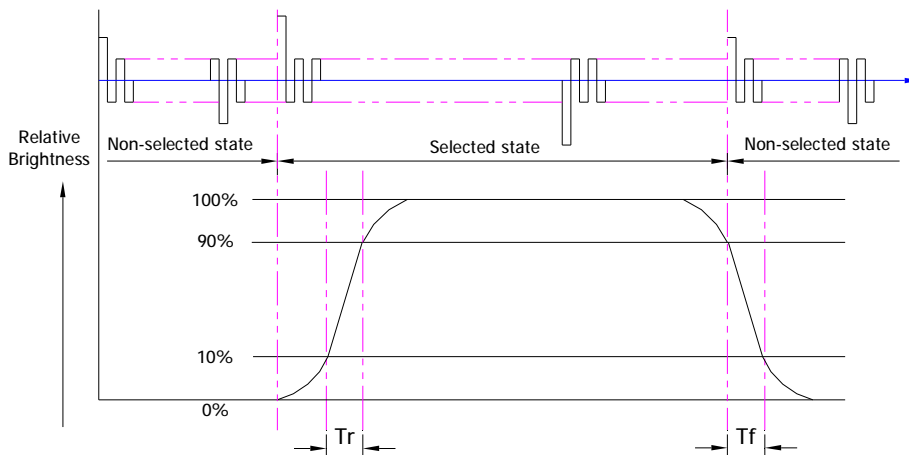 Relative
Brightness
Non-selected state
Selected state
Non-selected state
100%
90%
10%
0%
Tr
Tf